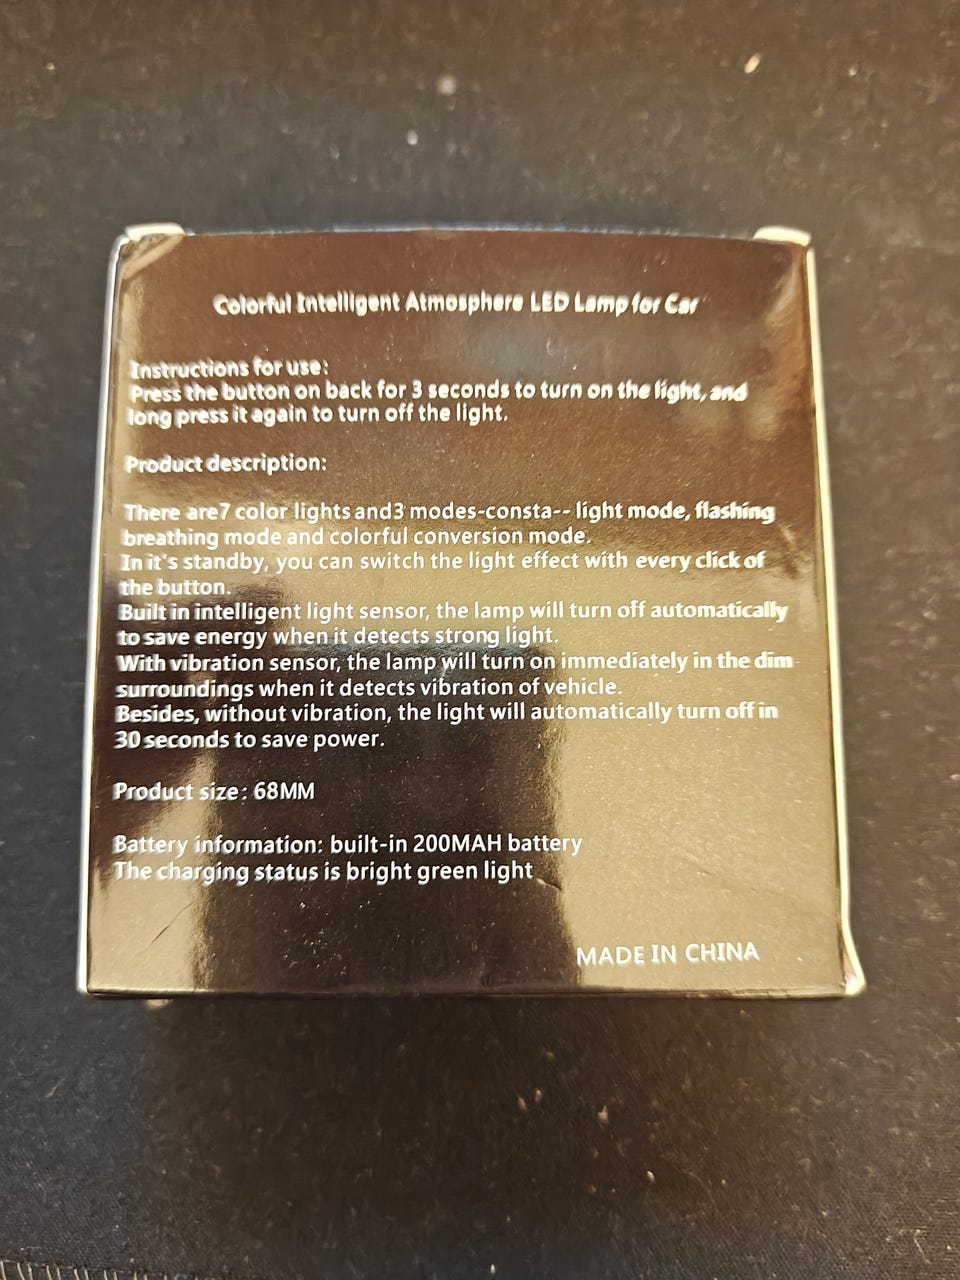 Colorful Intelligent Atmosphere LED Lamp for Car
Instructions for use:
Press the button on back for 3 seconds to turn on the light, and
long press it again to turn off the light.
Product description:
There are7 color lights and3 modes-consta-- light mode, flashing
breathing mode and colorful conversion mode.
In it's standby, you can switch the light effect with every click of
the button.
Built in intelligent light sensor, the lamp will turn off automatically
to save energy when it detects strong light.
With vibration sensor, the lamp will turn on immediately in the dim
surroundings when it detects vibration of vehicle.
Besides, without vibration, the light will automatically turn off in
30 seconds to save power.
Product size: 68MM
Battery information: built-in 200MAH battery
The charging status is bright green light
MADE IN CHINA